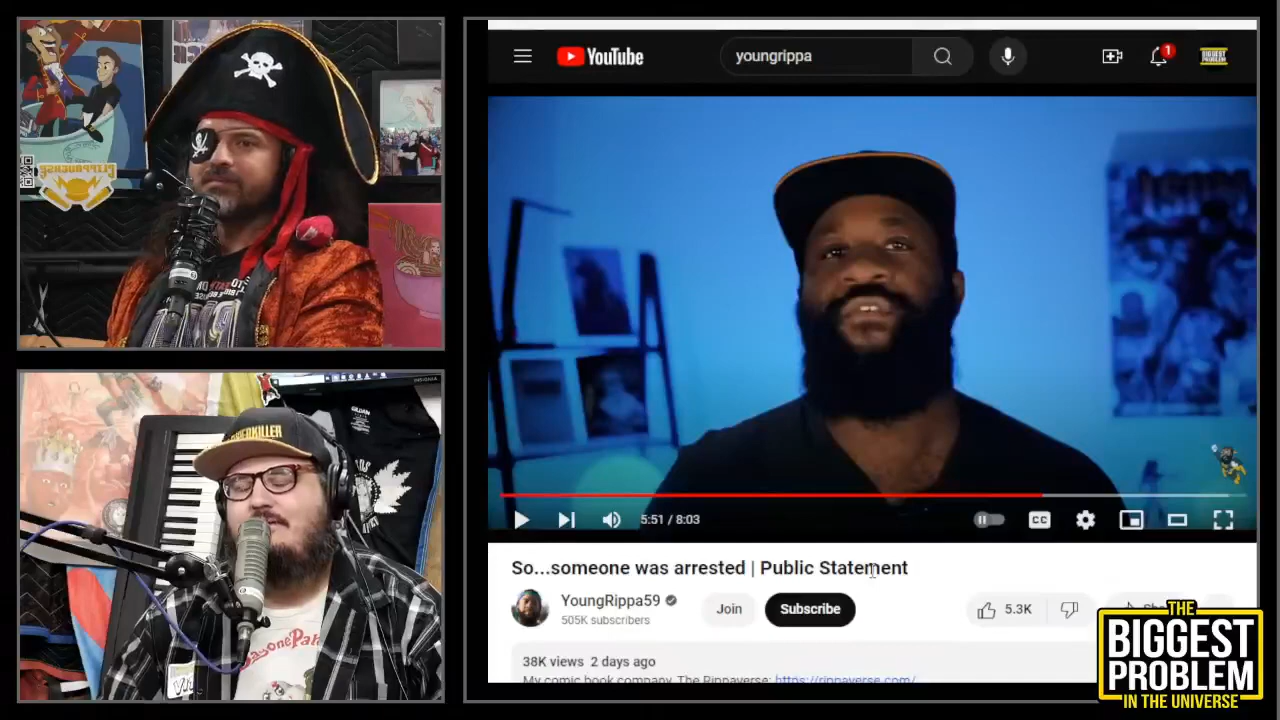 YouTube
youngrippa
1
5:51 / 8:03
CC
So...someone was arrested | Public Statement
YoungRippa59
505K subscribers
Join
Subscribe
5.3K
38K views 2 days ago
My comic book company, The Rippaverse: https://rippaverse.com/
THE
BIGGEST
PROBLEM
IN THE UNIVERSE